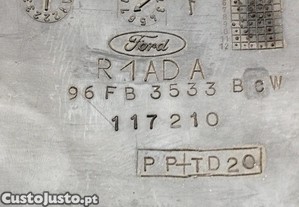 Ford
R1ADA
96FB 3533 BCW
117210
PP+TD20
CustoJusto.pt